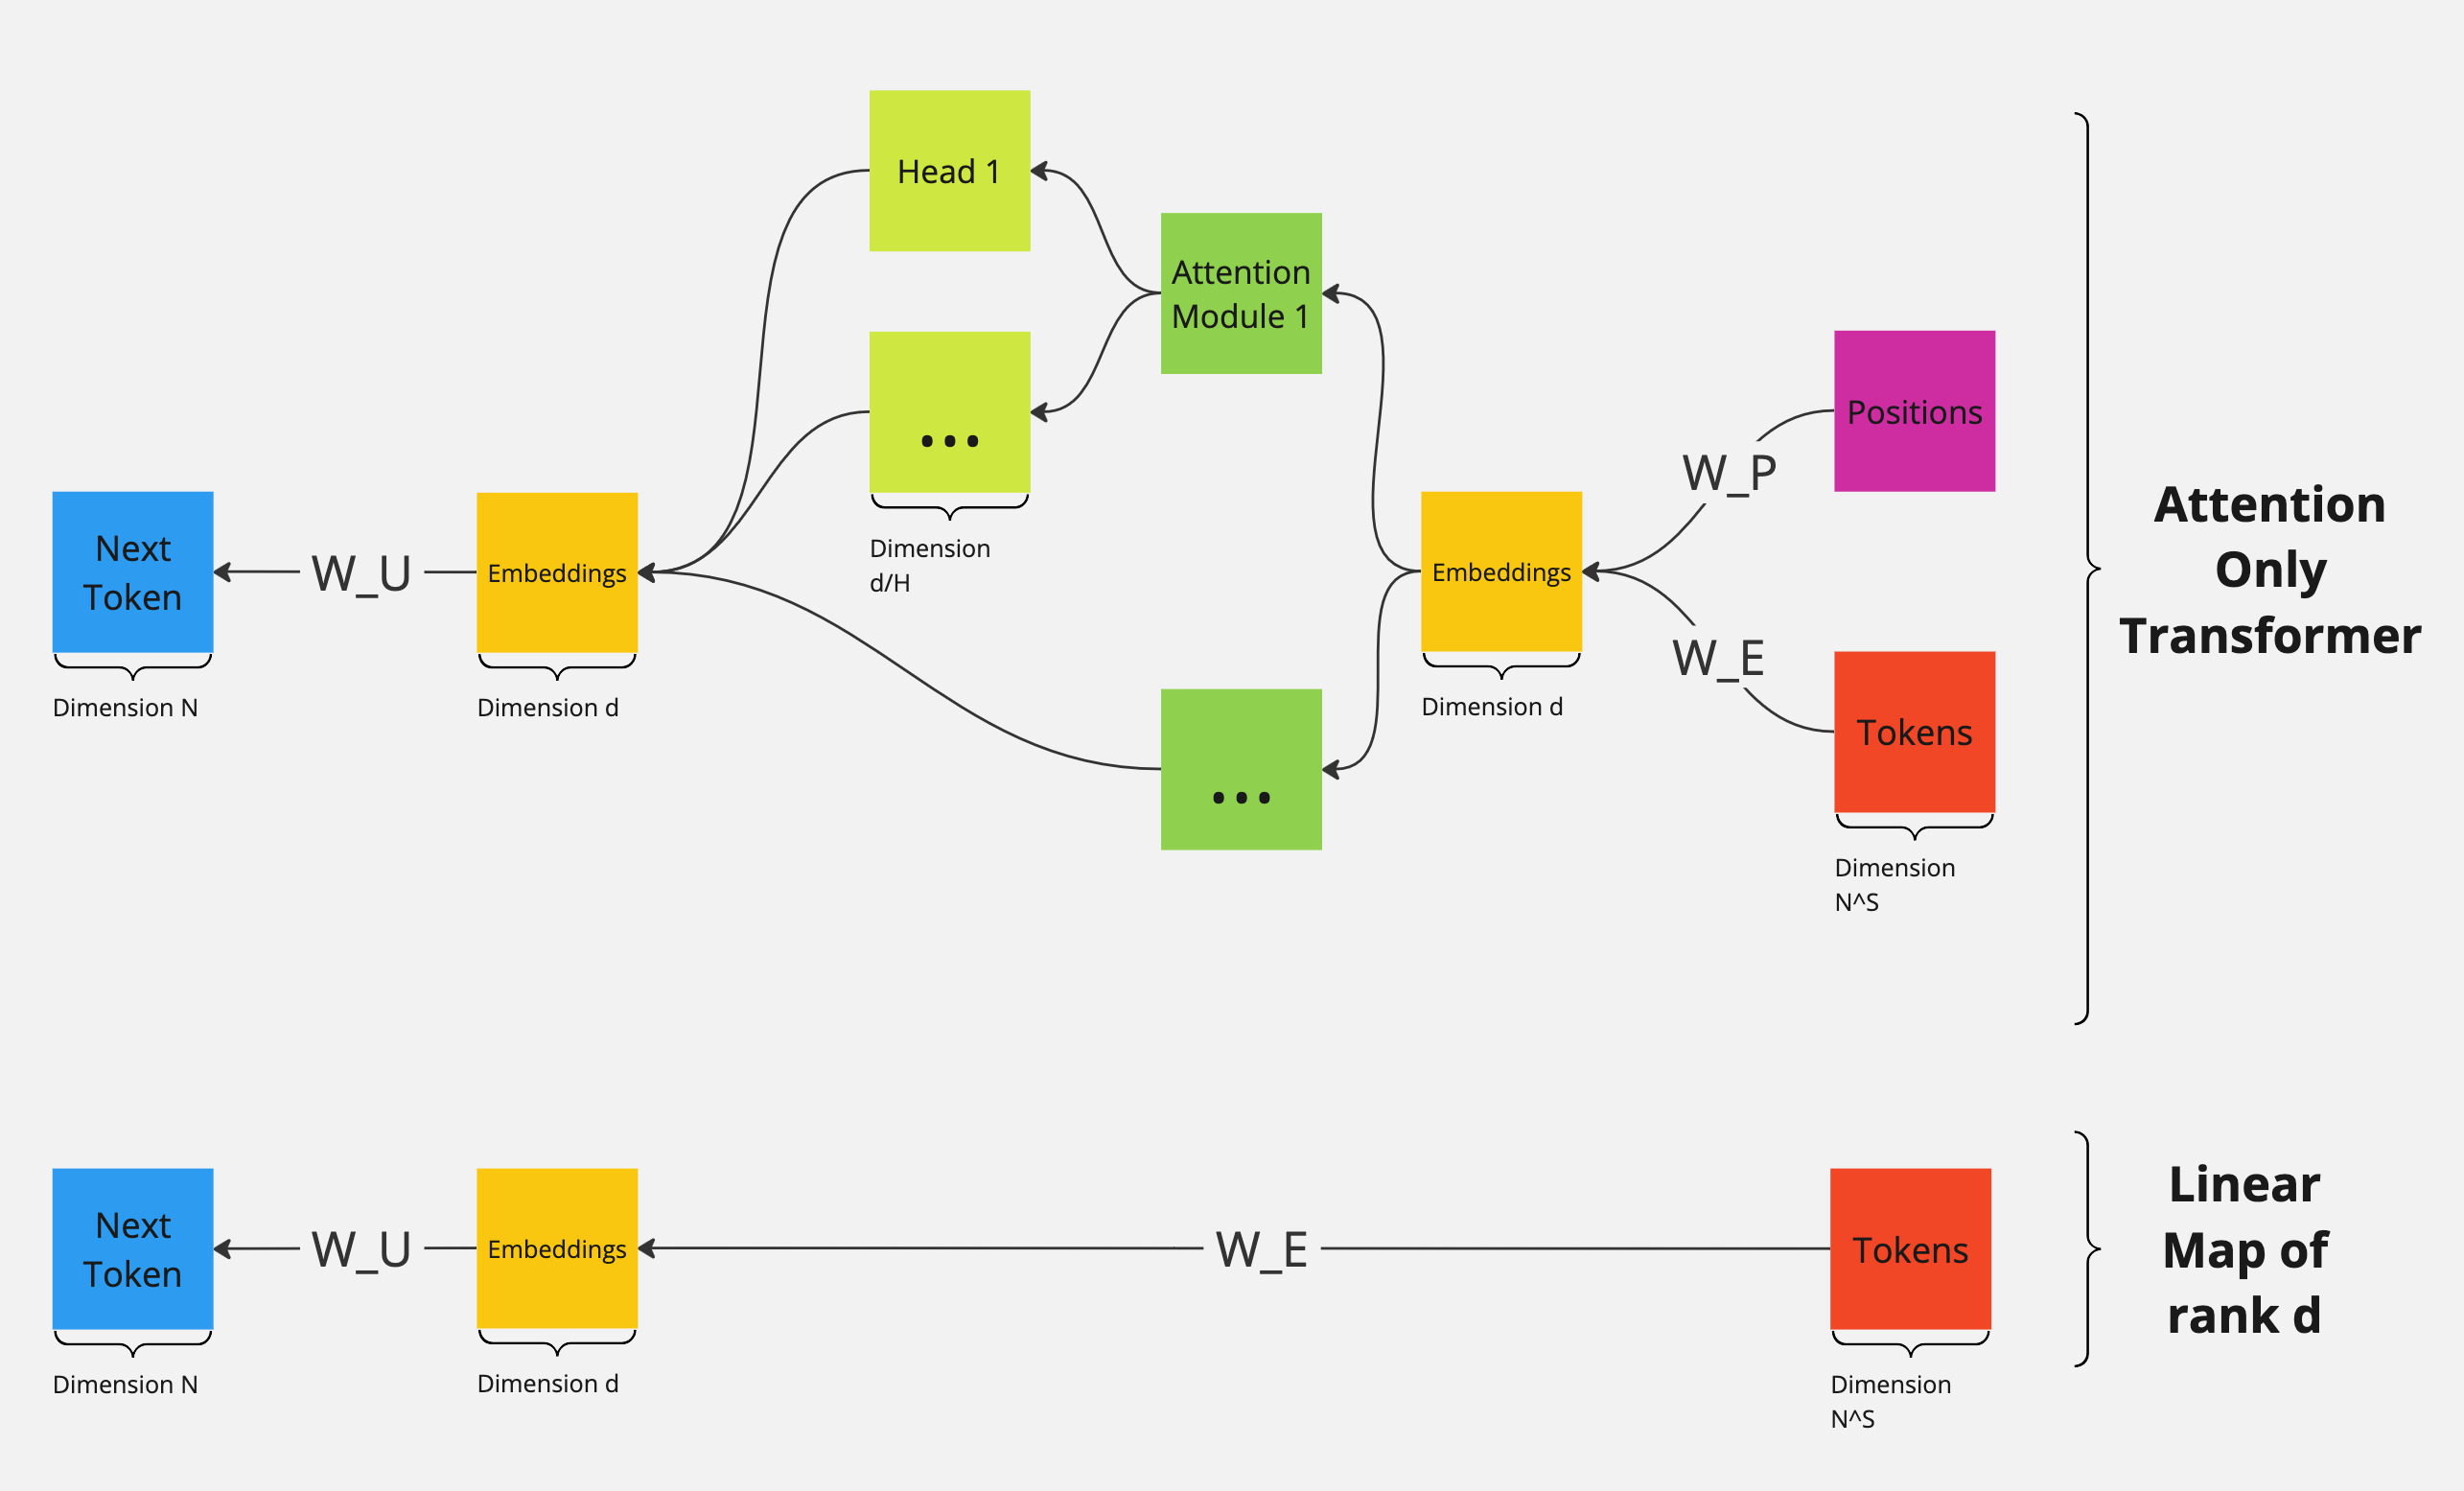 Head 1
Attention
Module 1
...
Dimension
d/H
Positions
W_P
Next
Token
W_U
Embeddings
Embeddings
W_E
Tokens
Dimension N
Dimension d
Dimension d
...
Dimension
N^S
Attention
Only
Transformer
Next
Token
W_U
Embeddings
W_E
Tokens
Dimension N
Dimension d
Dimension
N^S
Linear
Map of
rank d